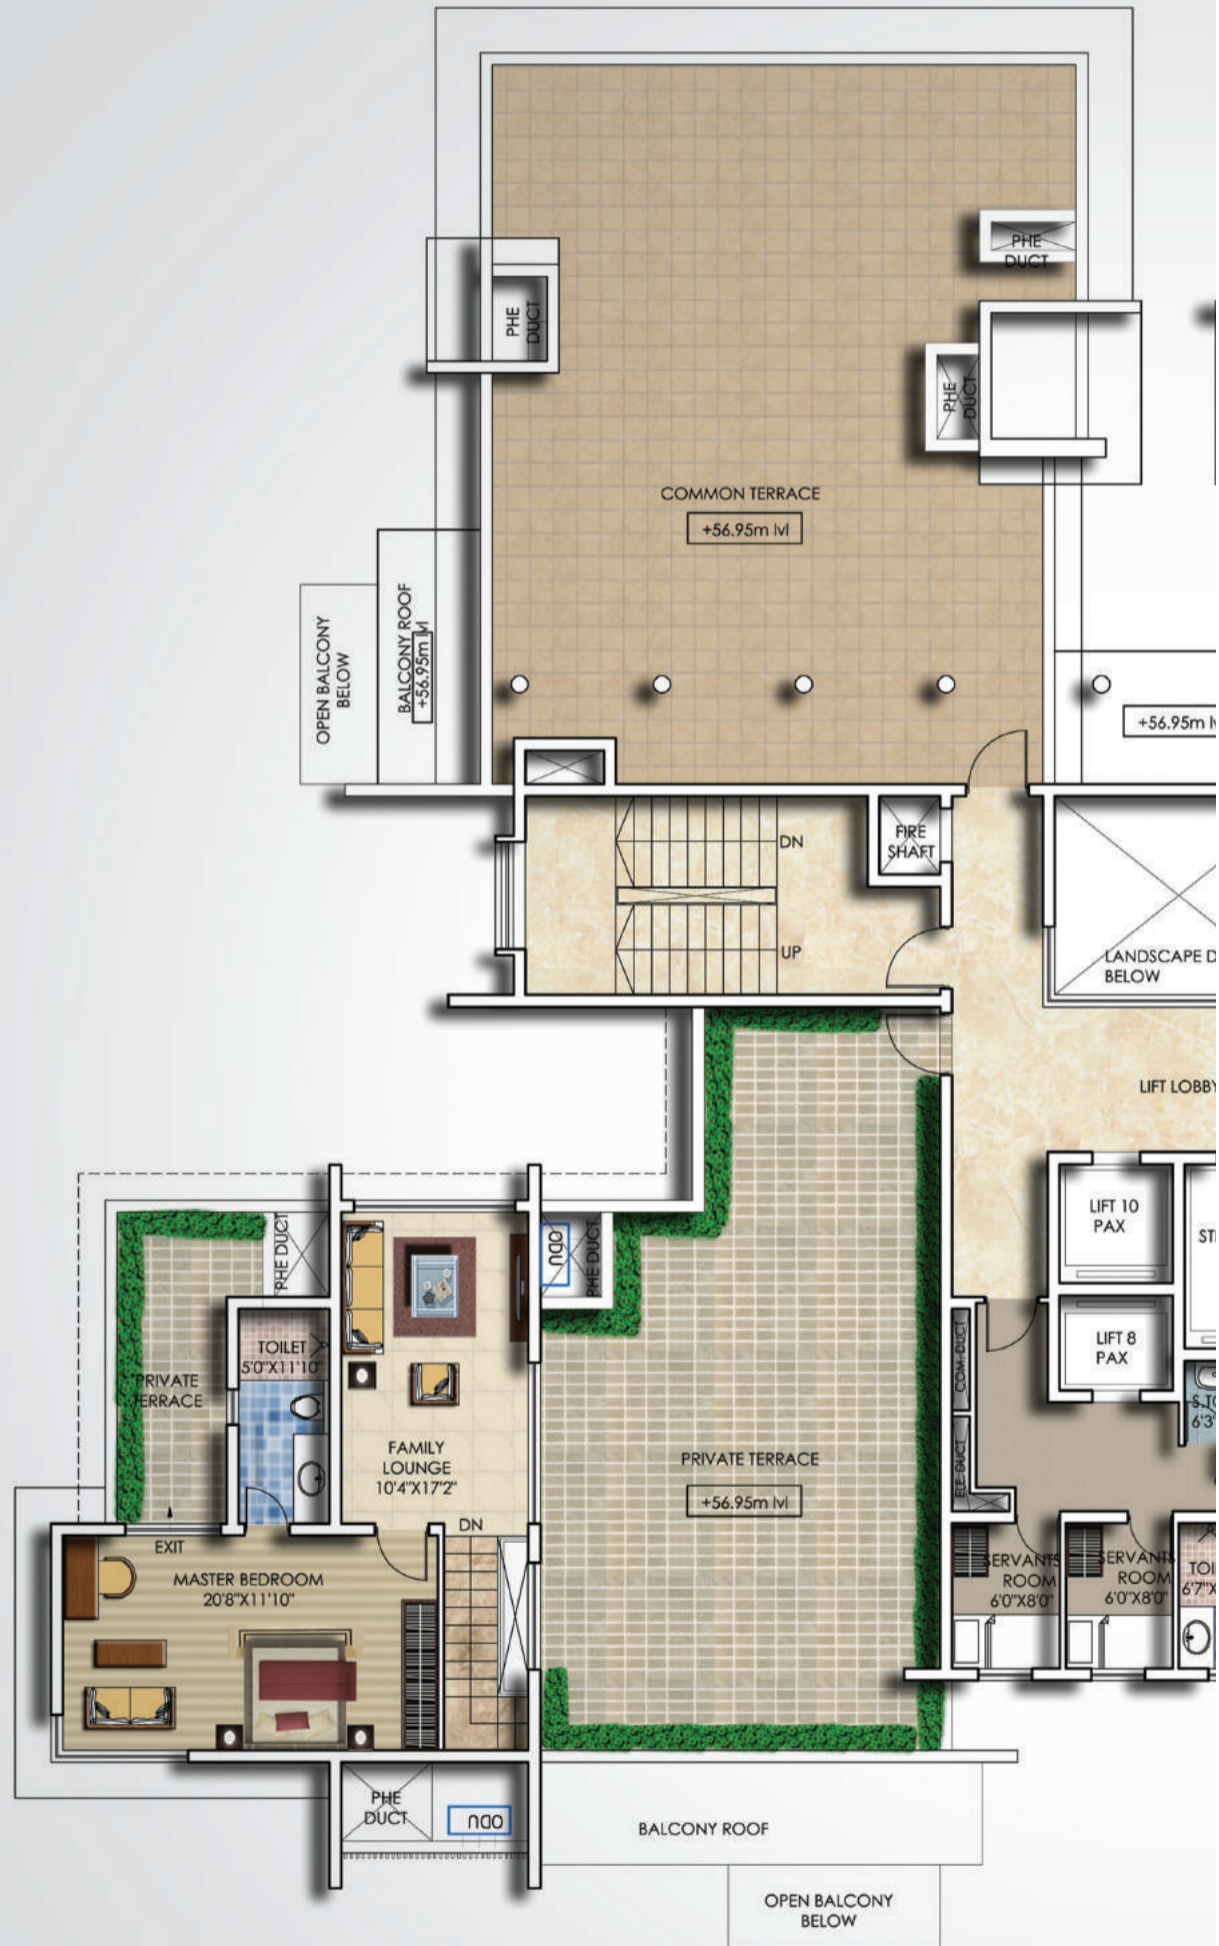 PHE
DUCT
PHE
DUCT
PHE
DUCT
COMMON TERRACE
+56.95m lvl
OPEN BALCONY
BELOW
BALCONY ROOF
+56.95m lvl
+56.95m
DN
FIRE
SHAFT
UP
LANDSCAPE D
BELOW
LIFT LOBBY
LIFT 10
PAX
PHE DUCT
ODU
PHE DUCT
LIFT 8
PAX
COM. DUCT
TOILET
5'0"X11'10"
PRIVATE
TERRACE
FAMILY
LOUNGE
10'4"X17'2"
PRIVATE TERRACE
+56.95m lvl
ELE. DUCT
DN
EXIT
MASTER BEDROOM
20'8"X11'10"
SERVANTS
ROOM
6'0"X8'0"
SERVANTS
ROOM
6'0"X8'0"
PHE
DUCT
ODU
BALCONY ROOF
OPEN BALCONY
BELOW